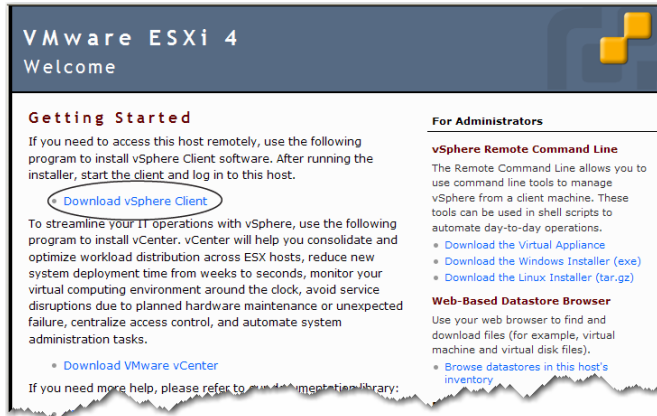 VMware ESXi 4
Welcome
Getting Started
If you need to access this host remotely, use the following
program to install vSphere Client software. After running the
installer, start the client and log in to this host.
Download vSphere Client
To streamline your IT operations with vSphere, use the following
program to install vCenter. vCenter will help you consolidate and
optimize workload distribution across ESX hosts, reduce new
system deployment time from weeks to seconds, monitor your
virtual computing environment around the clock, avoid service
disruptions due to planned hardware maintenance or unexpected
failure, centralize access control, and automate system
administration tasks.
Download VMware vCenter
If you need more help, please refer to our documentation library:
For Administrators
vSphere Remote Command Line
The Remote Command Line allows you to
use command line tools to manage
vSphere from a client machine. These
tools can be used in shell scripts to
automate day-to-day operations.
Download the Virtual Appliance
Download the Windows Installer (exe)
Download the Linux Installer (tar.gz)
Web-Based Datastore Browser
Use your web browser to find and
download files (for example, virtual
machine and virtual disk files).
Browse datastores in this host's
inventory